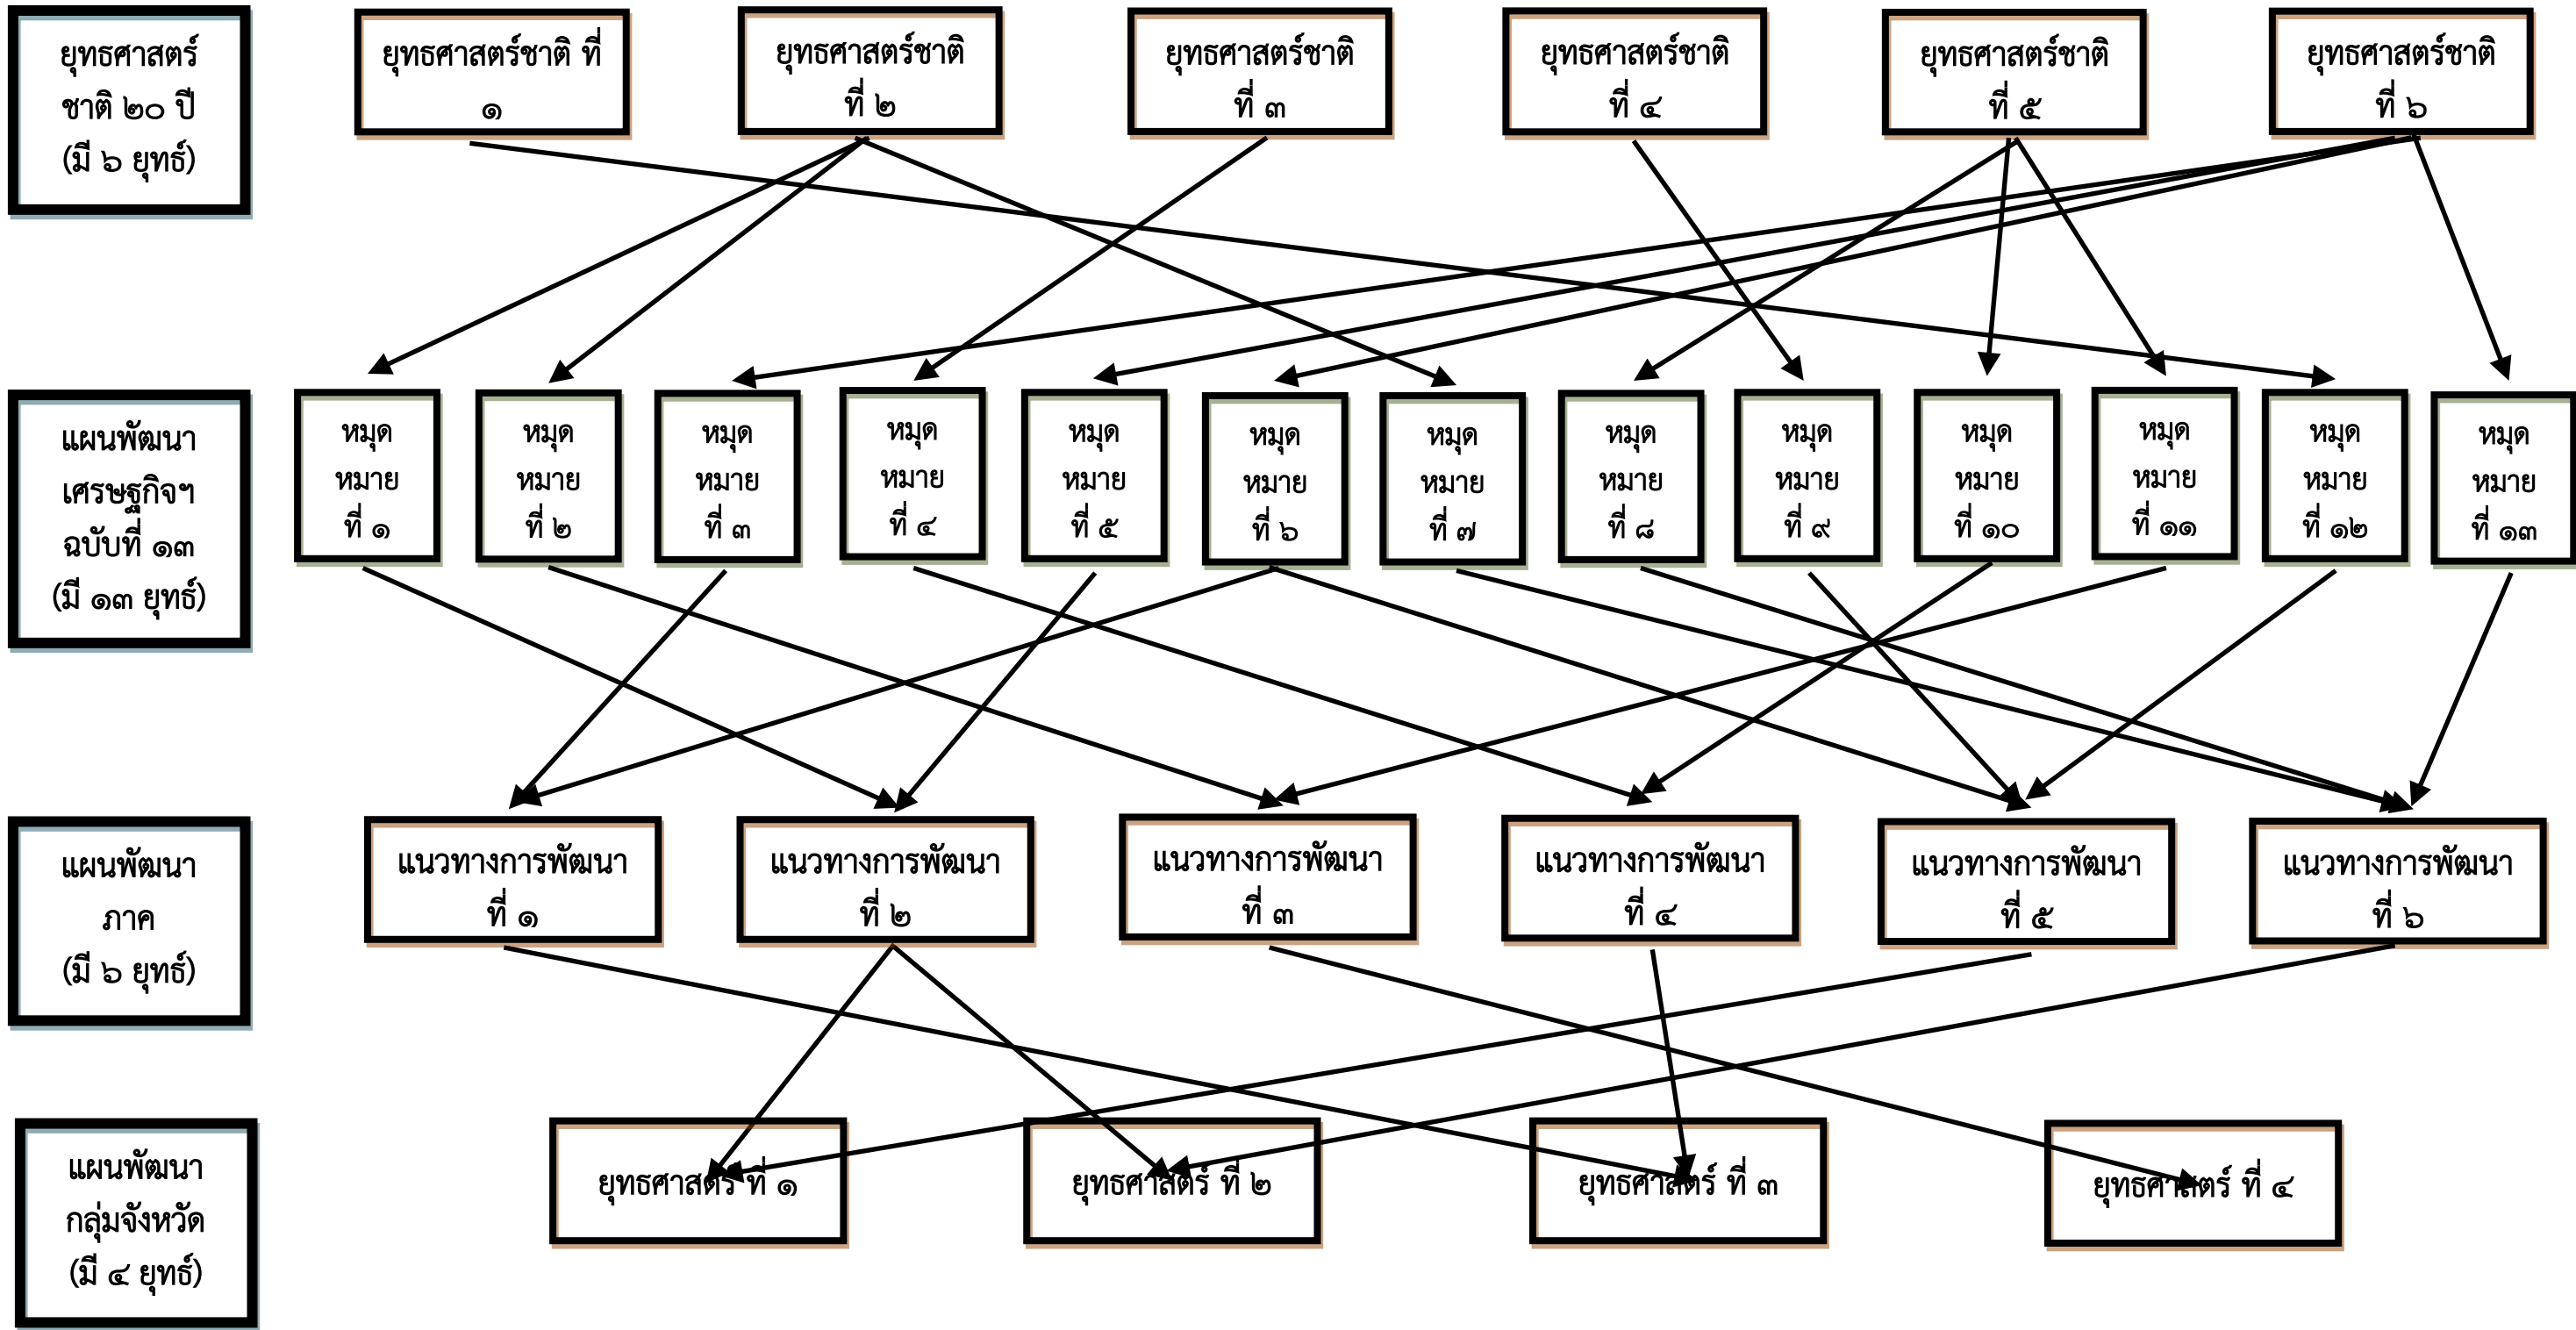 ยุทธศาสตร์
ชาติ ๒๐ ปี
(มี ๖ ยุทธ์)
ยุทธศาสตร์ชาติ ที่
๑
ยุทธศาสตร์ชาติ
ที่ ๒
ยุทธศาสตร์ชาติ
ที่ ๓
ยุทธศาสตร์ชาติ
ที่ ๔
ยุทธศาสตร์ชาติ
ที่ ๕
ยุทธศาสตร์ชาติ
ที่ ๖
แผนพัฒนา
เศรษฐกิจฯ
ฉบับที่ ๑๓
(มี ๑๓ ยุทธ์)
หมุด
หมาย
ที่ ๑
หมุด
หมาย
ที่ ๒
หมุด
หมาย
ที่ ๓
หมุด
หมาย
ที่ ๔
หมุด
หมาย
ที่ ๕
หมุด
หมาย
ที่ ๖
หมุด
หมาย
ที่ ๗
หมุด
หมาย
ที่ ๘
หมุด
หมาย
ที่ ๙
หมุด
หมาย
ที่ ๑๐
หมุด
หมาย
ที่ ๑๑
หมุด
หมาย
ที่ ๑๒
หมุด
หมาย
ที่ ๑๓
แผนพัฒนา
ภาค
(มี ๖ ยุทธ์)
แนวทางการพัฒนา
ที่ ๑
แนวทางการพัฒนา
ที่ ๒
แนวทางการพัฒนา
ที่ ๓
แนวทางการพัฒนา
ที่ ๔
แนวทางการพัฒนา
ที่ ๕
แนวทางการพัฒนา
ที่ ๖
แผนพัฒนา
กลุ่มจังหวัด
(มี ๔ ยุทธ์)
ยุทธศาสตร์ ที่ ๑
ยุทธศาสตร์ ที่ ๒
ยุทธศาสตร์ ที่ ๓
ยุทธศาสตร์ ที่ ๔